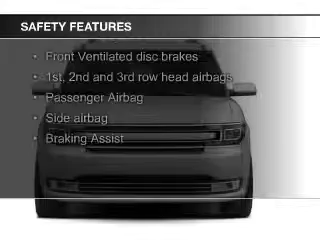 SAFETY FEATURES
• Front Ventilated disc brakes
• 1st, 2nd and 3rd row head airbags
• Passenger Airbag
• Side airbag
• Braking Assist